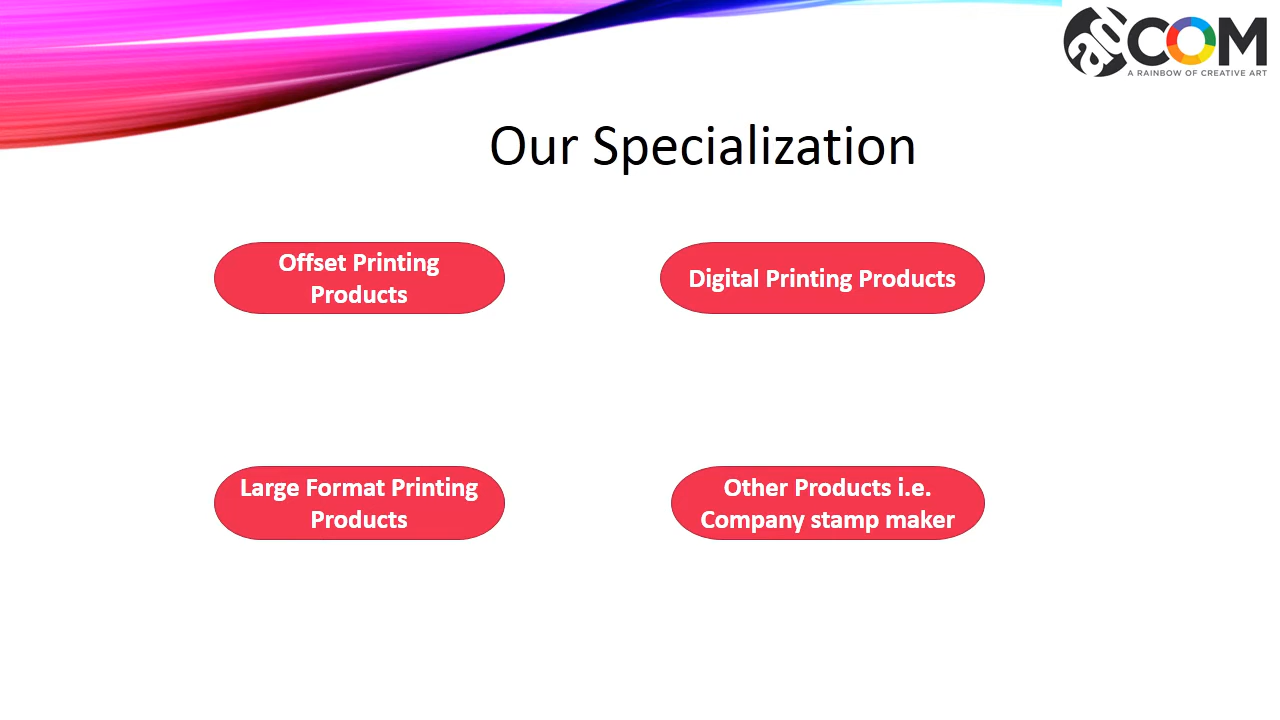 asCOM
A RAINBOW OF CREATIVE ART
Our Specialization
Offset Printing
Products
Digital Printing Products
Large Format Printing
Products
Other Products i.e.
Company stamp maker